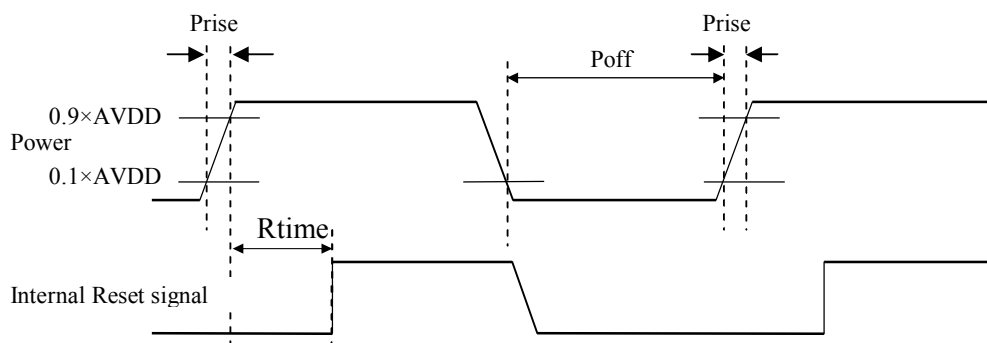 Prise
Prise
Poff
0.9×AVDD
Power
0.1×AVDD
Rtime
Internal Reset signal